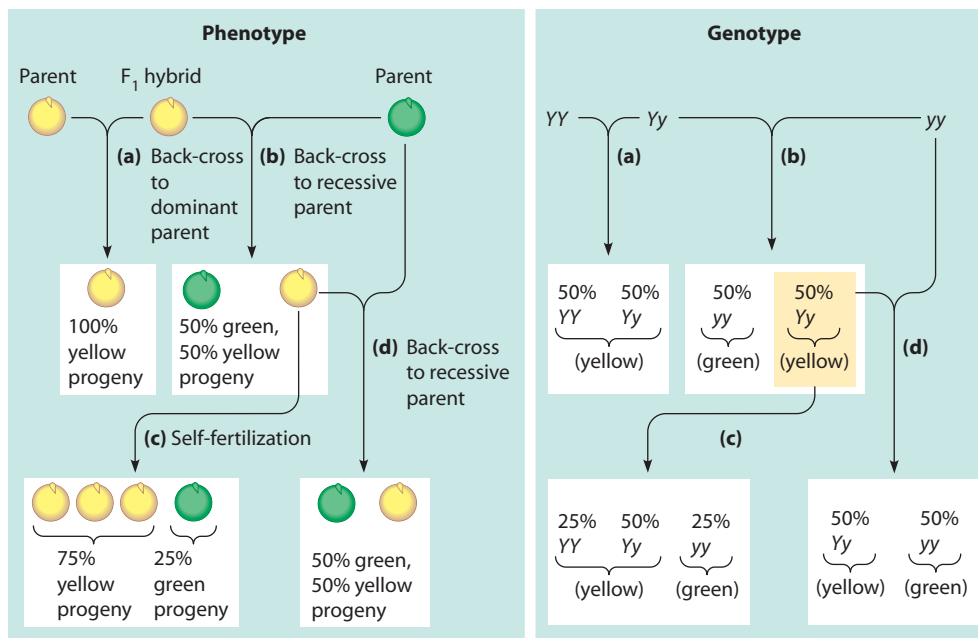 Phenotype
Parent
F1 hybrid
Parent
(a) Back-cross
to
dominant
parent
(b) Back-cross
to recessive
parent
100%
yellow
progeny
50% green,
50% yellow
progeny
(d) Back-cross
to recessive
parent
(c) Self-fertilization
75%
yellow
progeny
25%
green
progeny
50% green,
50% yellow
progeny
Genotype
YY
Yy
yy
(a)
(b)
50% 50%
YY Yy
(yellow)
50%
yy
(green)
50%
Yy
(yellow)
(d)
(c)
25% 50% 25%
YY Yy yy
(yellow) (green)
50% 50%
Yy yy
(yellow) (green)